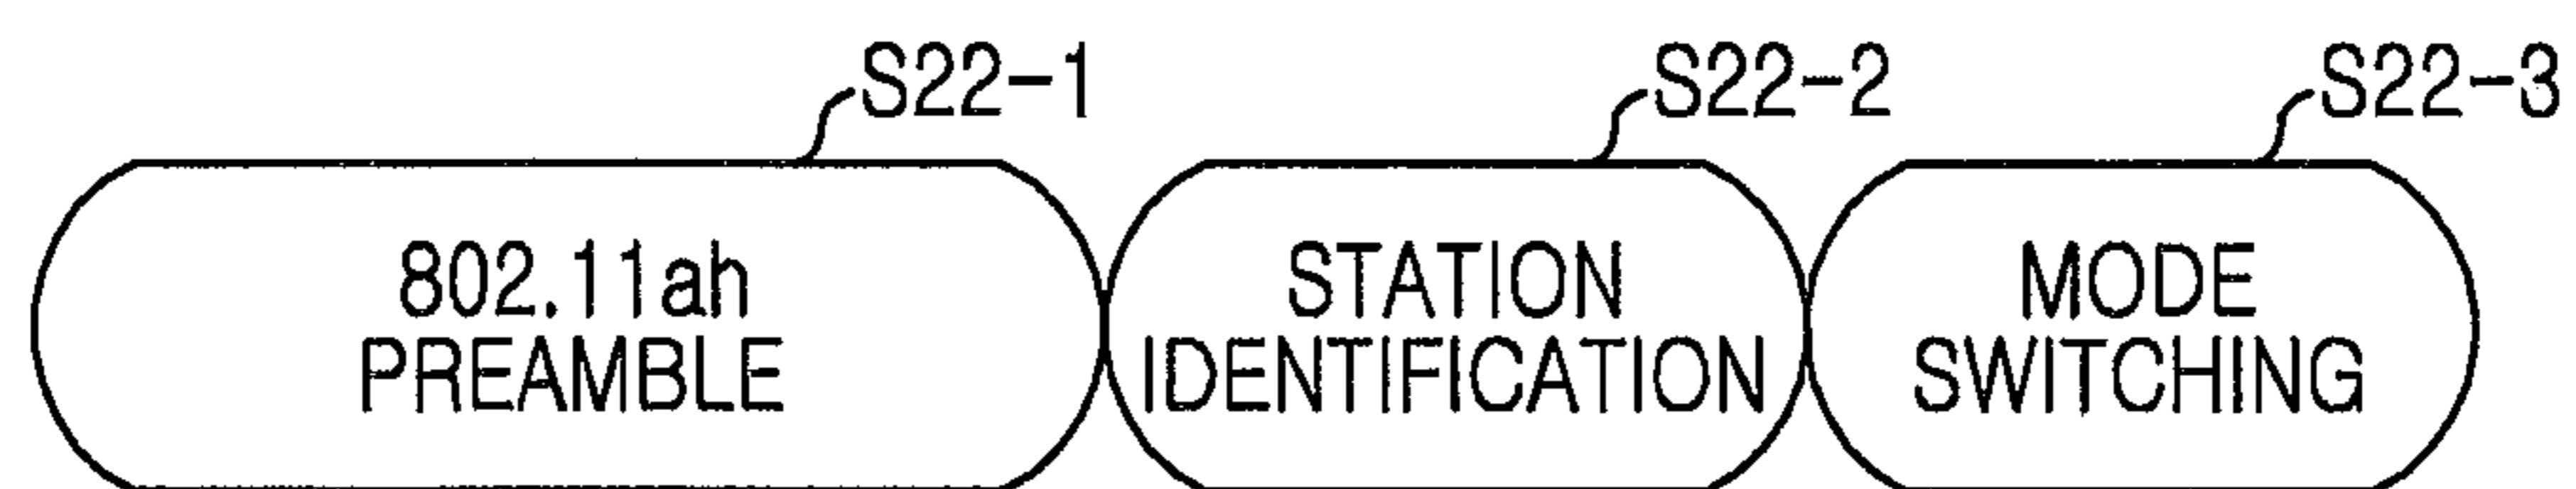 S22-1
S22-2
S22-3
802.11ah
PREAMBLE
STATION
IDENTIFICATION
MODE
SWITCHING